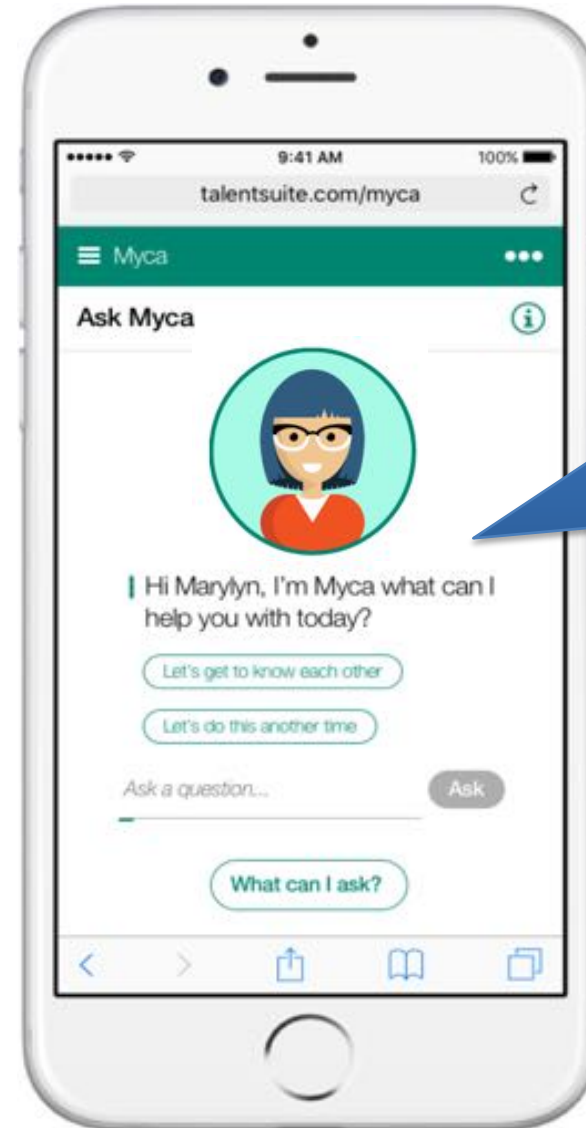 9:41 AM 100%
talentsuite.com/myca
Myca
Ask Myca
i
Hi Marylyn, I'm Myca what can I
help you with today?
Let's get to know each other
Let's do this another time
Ask a question... Ask
What can I ask?